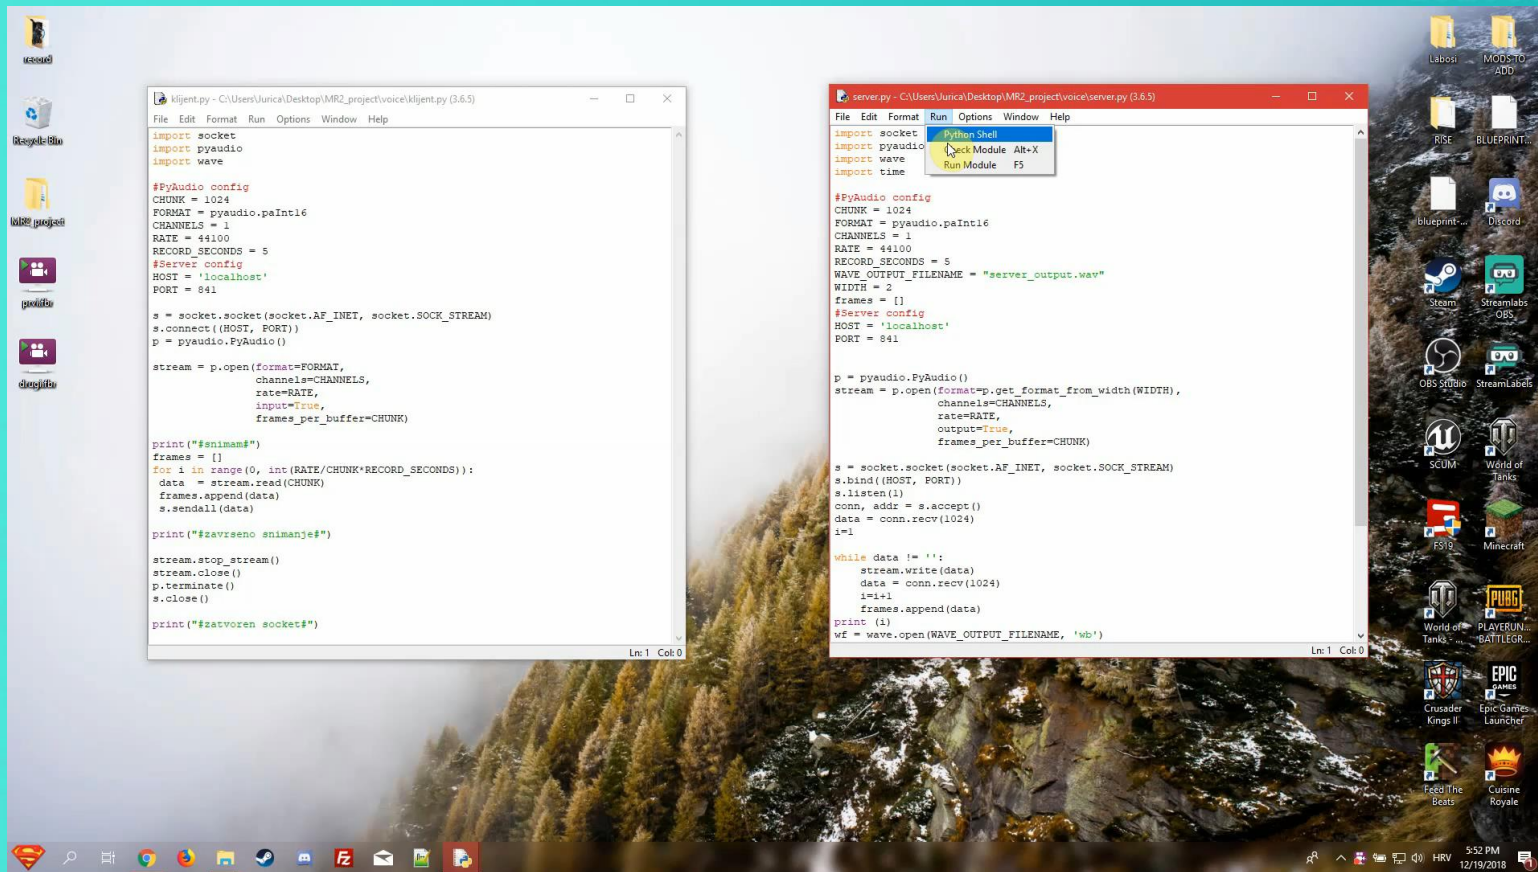 record
Recycle Bin
MR2_project
prvi.fbr
drugi.fbr
klijent.py - C:\Users\Jurica\Desktop\MR2_project\voice\klijent.py (3.6.5)
File Edit Format Run Options Window Help
import socket
import pyaudio
import wave
#PyAudio config
CHUNK = 1024
FORMAT = pyaudio.paInt16
CHANNELS = 1
RATE = 44100
RECORD_SECONDS = 5
#Server config
HOST = 'localhost'
PORT = 841
s = socket.socket(socket.AF_INET, socket.SOCK_STREAM)
s.connect((HOST, PORT))
p = pyaudio.PyAudio()
stream = p.open(format=FORMAT,
channels=CHANNELS,
rate=RATE,
input=True,
frames_per_buffer=CHUNK)
print("#snimam#")
frames = []
for i in range(0, int(RATE/CHUNK*RECORD_SECONDS)):
data  = stream.read(CHUNK)
frames.append(data)
s.sendall(data)
print("#zavrseno snimanje#")
stream.stop_stream()
stream.close()
p.terminate()
s.close()
print("#zatvoren socket#")
Ln: 1 Col: 0
server.py - C:\Users\Jurica\Desktop\MR2_project\voice\server.py (3.6.5)
File Edit Format Run Options Window Help
Python Shell
Module Alt+X
Run Module F5
import socket
import pyaudio
import wave
import time
#PyAudio config
CHUNK = 1024
FORMAT = pyaudio.paInt16
CHANNELS = 1
RATE = 44100
RECORD_SECONDS = 5
WAVE_OUTPUT_FILENAME = "server_output.wav"
WIDTH = 2
frames = []
#Server config
HOST = 'localhost'
PORT = 841
p = pyaudio.PyAudio()
stream = p.open(format=p.get_format_from_width(WIDTH),
channels=CHANNELS,
rate=RATE,
output=True,
frames_per_buffer=CHUNK)
s = socket.socket(socket.AF_INET, socket.SOCK_STREAM)
s.bind((HOST, PORT))
s.listen(1)
conn, addr = s.accept()
data = conn.recv(1024)
i=1
while data != '':
stream.write(data)
data = conn.recv(1024)
i=i+1
frames.append(data)
print (i)
wf = wave.open(WAVE_OUTPUT_FILENAME, 'wb')
Ln: 1 Col: 0
Labosi
MODS TO
ADD
RISE
BLUEPRINT...
blueprint-...
Discord
Steam
Streamlabs
OBS
OBS Studio
StreamLabels
SCUM
World of
Tanks
FS19
Minecraft
World of
Tanks - ...
PUBG
PLAYERUN...
BATTLEGR...
Crusader
Kings II
EPIC
GAMES
Epic Games
Launcher
Feed The
Beats
Cuisine
Royale
HRV
5:52 PM
12/19/2018
1